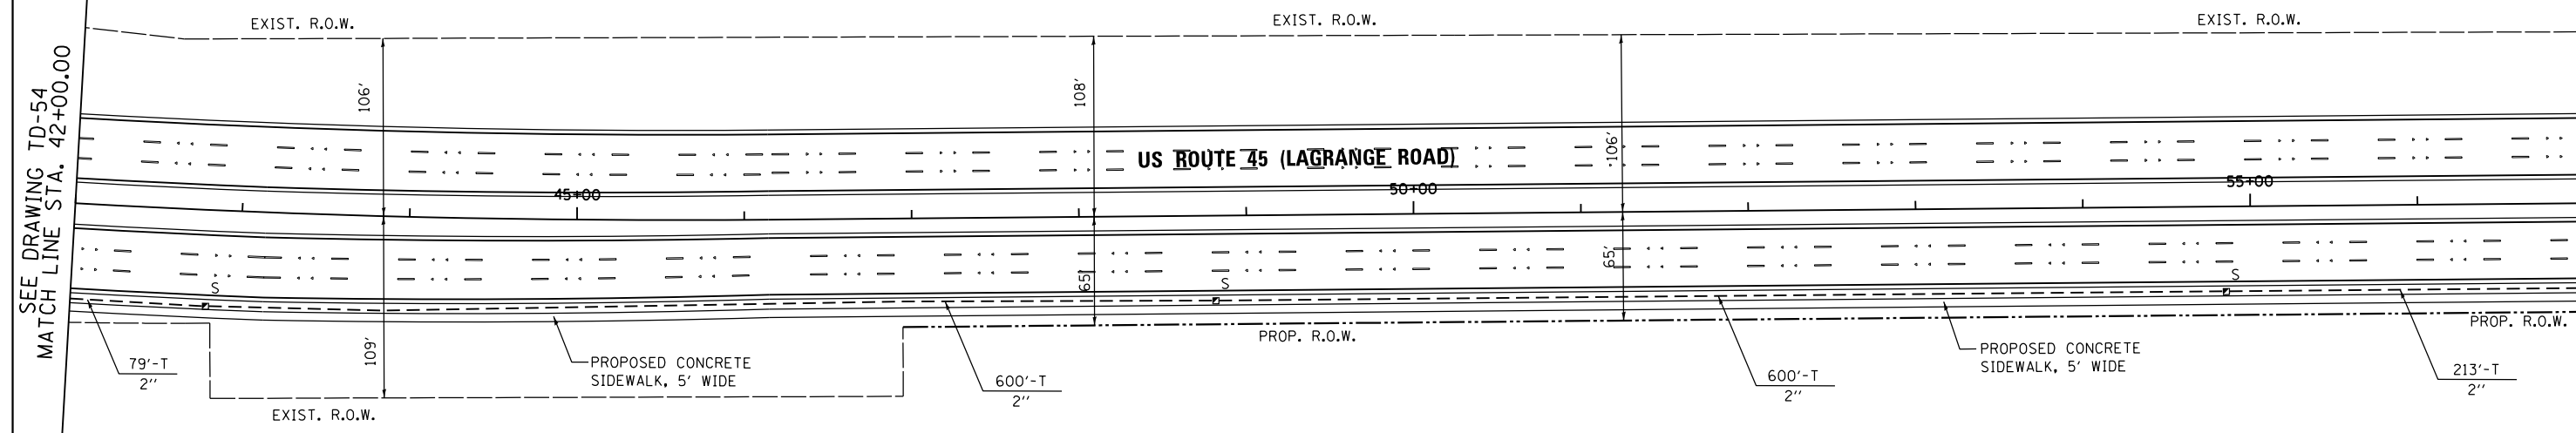 SEE DRAWING TD-54
MATCH LINE STA. 42+00.00
EXIST. R.O.W.
EXIST. R.O.W.
EXIST. R.O.W.
106'
108'
106'
US ROUTE 45 (LAGRANGE ROAD)
45+00
50+00
55+00
65'
65'
S
S
S
109'
79'-T
2''
PROPOSED CONCRETE
SIDEWALK, 5' WIDE
EXIST. R.O.W.
600'-T
2''
PROP. R.O.W.
600'-T
2''
PROPOSED CONCRETE
SIDEWALK, 5' WIDE
PROP. R.O.W.
213'-T
2''